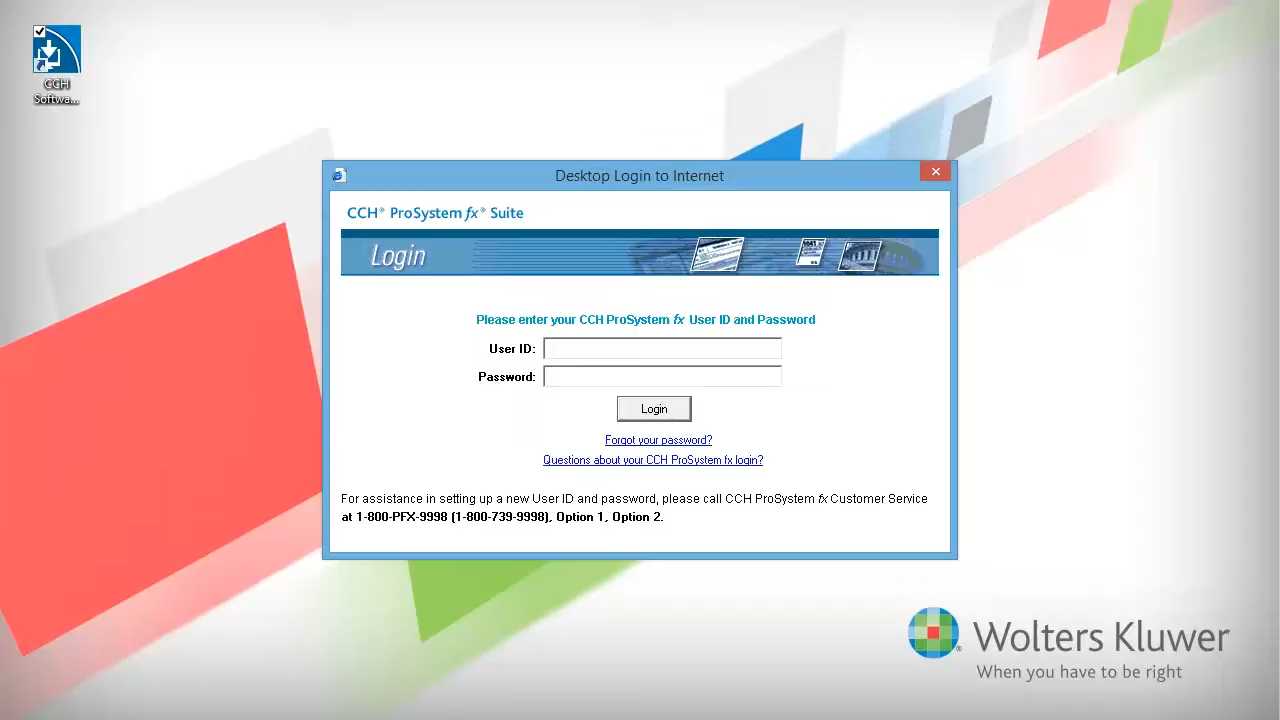 CCH
Softwa...
Desktop Login to Internet
CCH® ProSystem fx® Suite
Login
Please enter your CCH ProSystem fx User ID and Password
User ID:
Password:
Login
Forgot your password?
Questions about your CCH ProSystem fx login?
For assistance in setting up a new User ID and password, please call CCH ProSystem fx Customer Service
at 1-800-PFX-9998 (1-800-739-9998), Option 1, Option 2.
Wolters Kluwer
When you have to be right